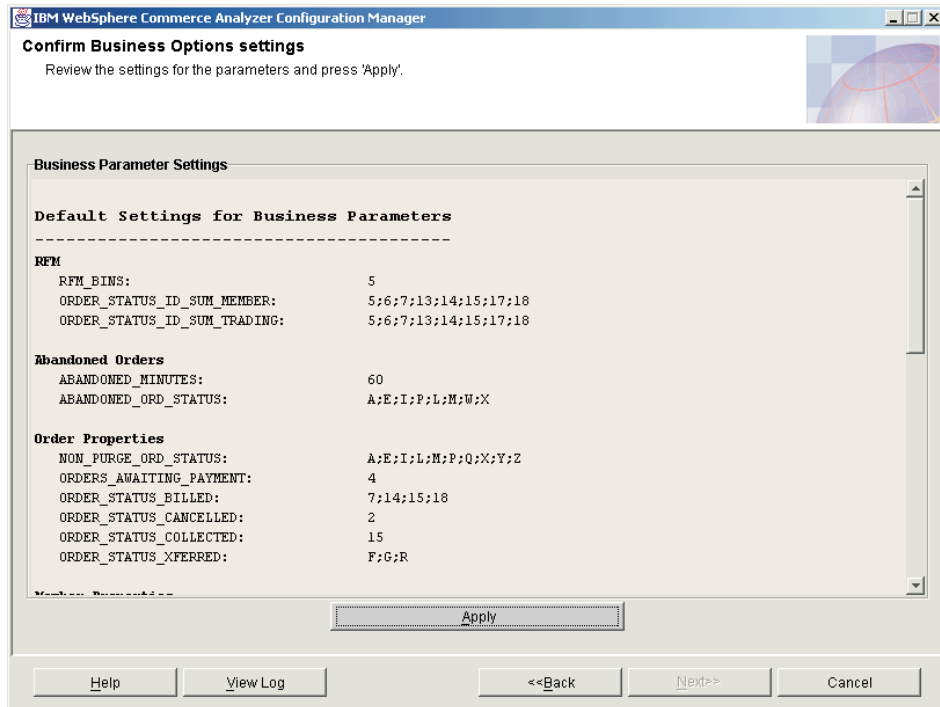 IBM WebSphere Commerce Analyzer Configuration Manager
Confirm Business Options settings
Review the settings for the parameters and press 'Apply'.
Business Parameter Settings
Default Settings for Business Parameters
----------------------------------------
RFM
RFM_BINS: 5
ORDER_STATUS_ID_SUM_MEMBER: 5;6;7;13;14;15;17;18
ORDER_STATUS_ID_SUM_TRADING: 5;6;7;13;14;15;17;18
Abandoned Orders
ABANDONED_MINUTES: 60
ABANDONED_ORD_STATUS: A;E;I;P;L;M;W;X
Order Properties
NON_PURGE_ORD_STATUS: A;E;I;L;M;P;Q;X;Y;Z
ORDERS_AWAITING_PAYMENT: 4
ORDER_STATUS_BILLED: 7;14;15;18
ORDER_STATUS_CANCELLED: 2
ORDER_STATUS_COLLECTED: 15
ORDER_STATUS_XFERRED: F;G;R
Apply
Help View Log <<Back Next>> Cancel